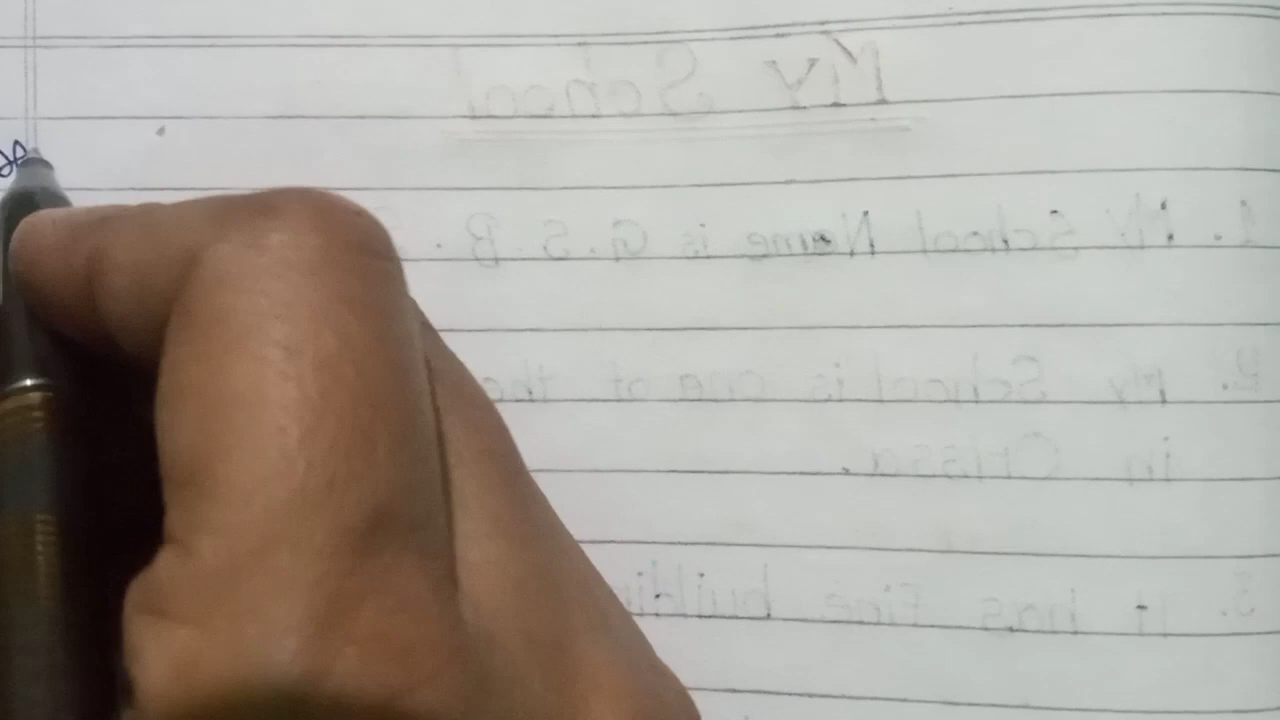 My School
1. My School Name is G.S.B.
2. My School is one of the
in Orissa.
3. It has fine